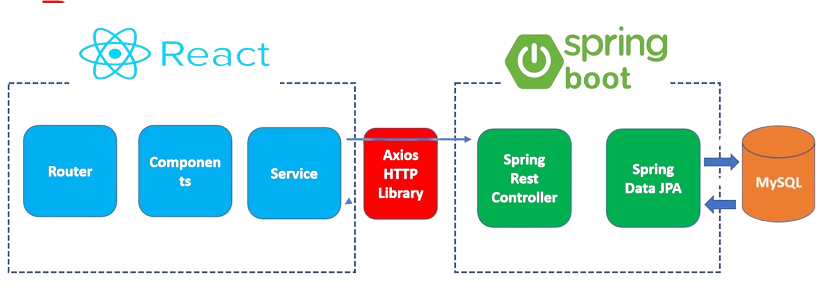 React
spring
boot
Router
Componen
ts
Service
Axios
HTTP
Library
Spring
Rest
Controller
Spring
Data JPA
MySQL